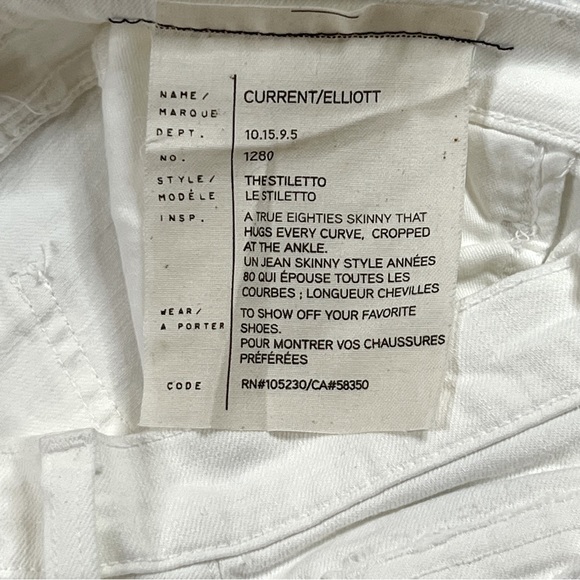 NAME/ CURRENT/ELLIOTT
MARQUE
DEPT. 10.15.9.5
NO. 1280
STYLE/ THE STILETTO
MODÈLE LE STILETTO
INSP. A TRUE EIGHTIES SKINNY THAT
HUGS EVERY CURVE, CROPPED
AT THE ANKLE.
UN JEAN SKINNY STYLE ANNÉES
80 QUI ÉPOUSE TOUTES LES
COURBES ; LONGUEUR CHEVILLES
WEAR/ TO SHOW OFF YOUR FAVORITE
A PORTER SHOES.
POUR MONTRER VOS CHAUSSURES
PRÉFÉRÉES
CODE RN#105230/CA#58350